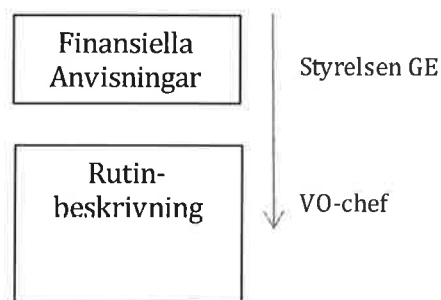 Finansiella
Anvisningar
Styrelsen GE
Rutin-
beskrivning
VO-chef